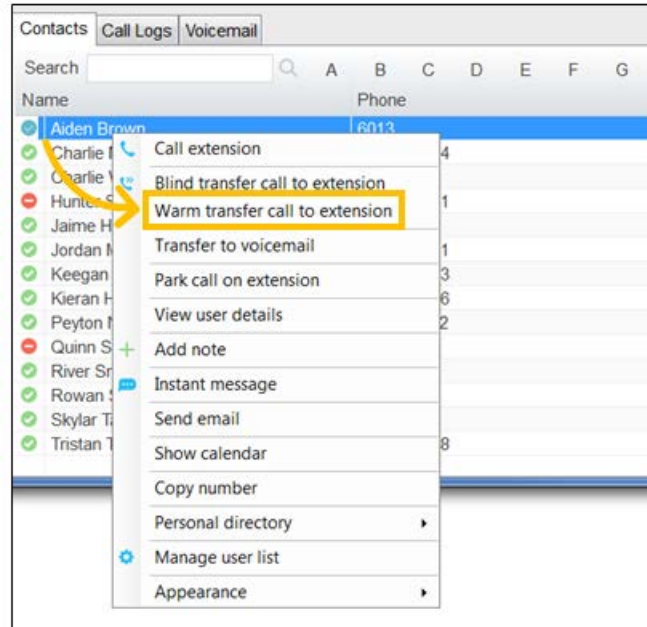 Contacts Call Logs Voicemail
Search A B C D E F G
Name Phone
Aiden Brown 6013
Charlie 4
Call extension
Charlie
Blind transfer call to extension
Hunter 1
Warm transfer call to extension
Jaime H
Transfer to voicemail
Jordan 1
Keegan 3
Park call on extension
Kieran H 6
View user details
Peyton 2
Quinn S
Add note
River Sr
Instant message
Rowan
Skylar Ta
Send email
Tristan T 8
Show calendar
Copy number
Personal directory
Manage user list
Appearance